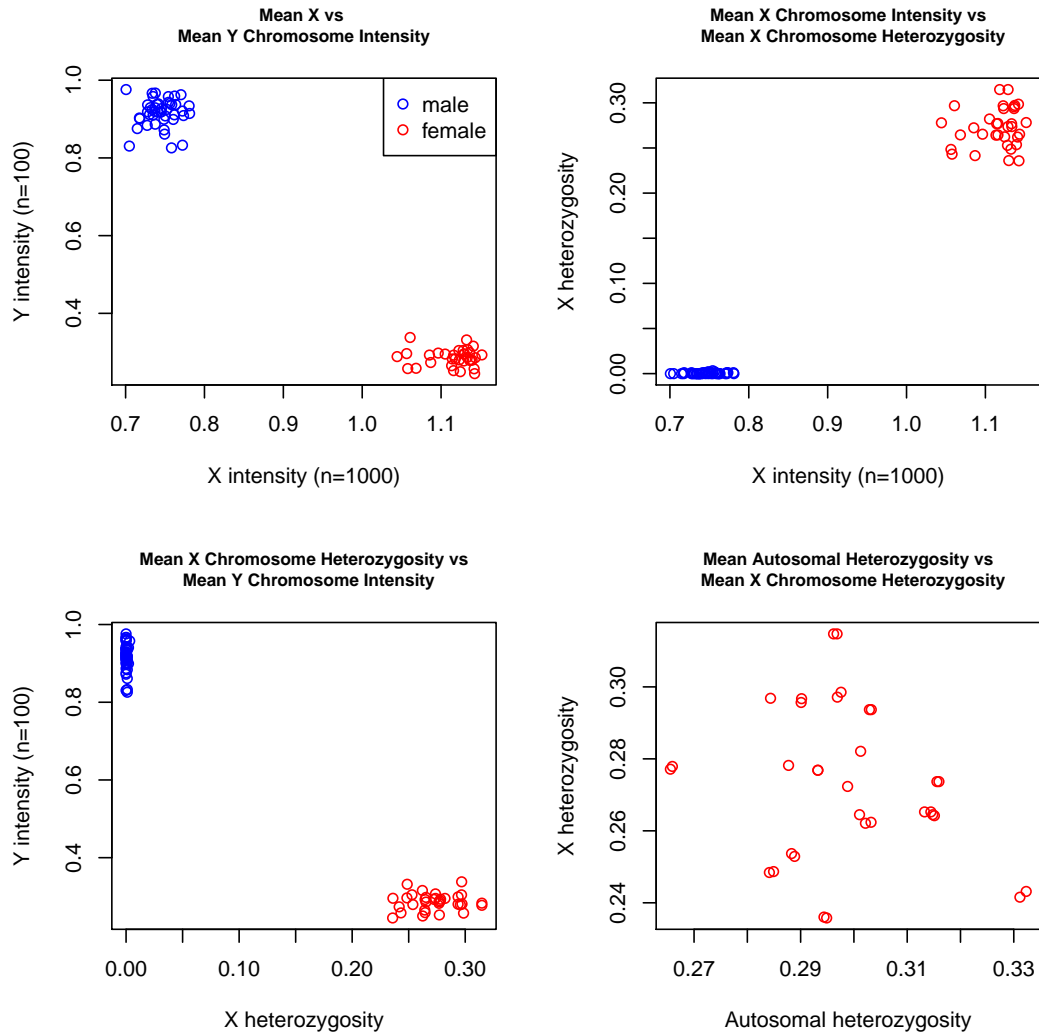 Mean X vs
Mean Y Chromosome Intensity
1.0
0.8
0.6
0.4
Y intensity (n=100)
male
female
0.7
0.8
0.9
1.0
1.1
X intensity (n=1000)
Mean X Chromosome Intensity vs
Mean X Chromosome Heterozygosity
0.30
0.20
0.10
0.00
X heterozygosity
0.7
0.8
0.9
1.0
1.1
X intensity (n=1000)
Mean X Chromosome Heterozygosity vs
Mean Y Chromosome Intensity
1.0
0.8
0.6
0.4
Y intensity (n=100)
0.00
0.10
0.20
0.30
X heterozygosity
Mean Autosomal Heterozygosity vs
Mean X Chromosome Heterozygosity
0.30
0.28
0.26
0.24
X heterozygosity
0.27
0.29
0.31
0.33
Autosomal heterozygosity